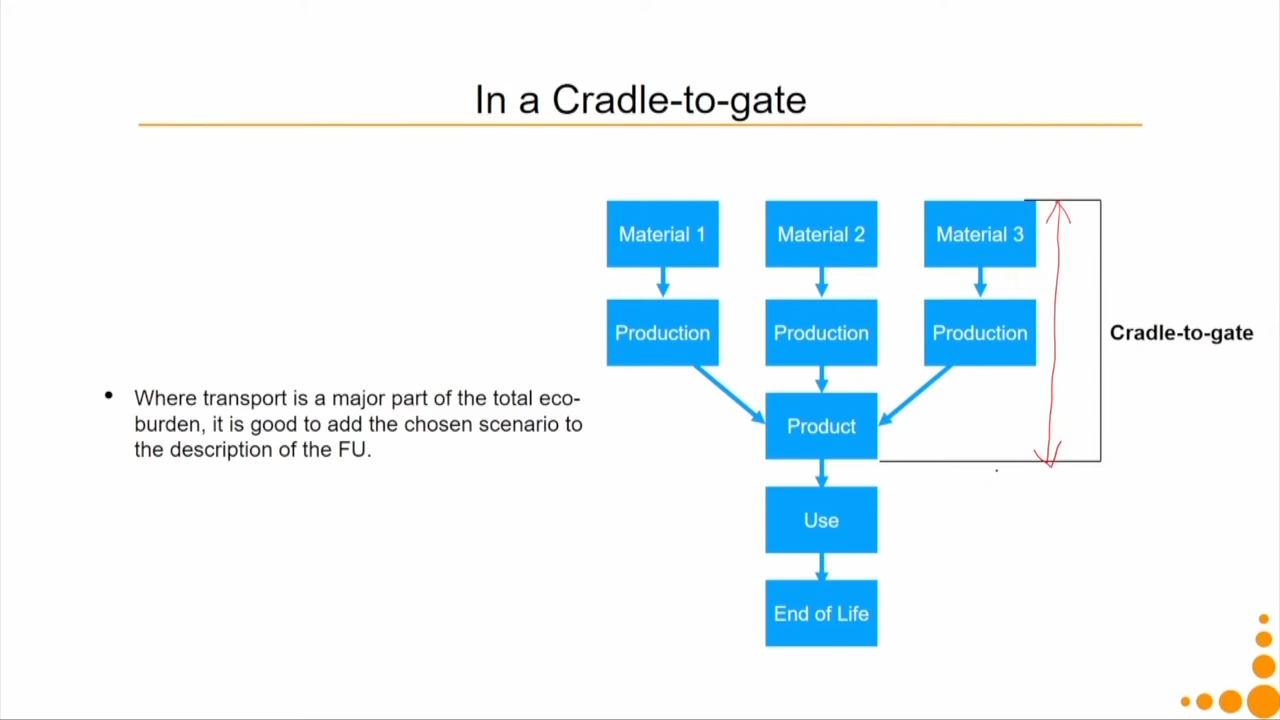 In a Cradle-to-gate
Material 1
Material 2
Material 3
Production
Production
Production
Cradle-to-gate
• Where transport is a major part of the total eco-
burden, it is good to add the chosen scenario to
the description of the FU.
Product
Use
End of Life